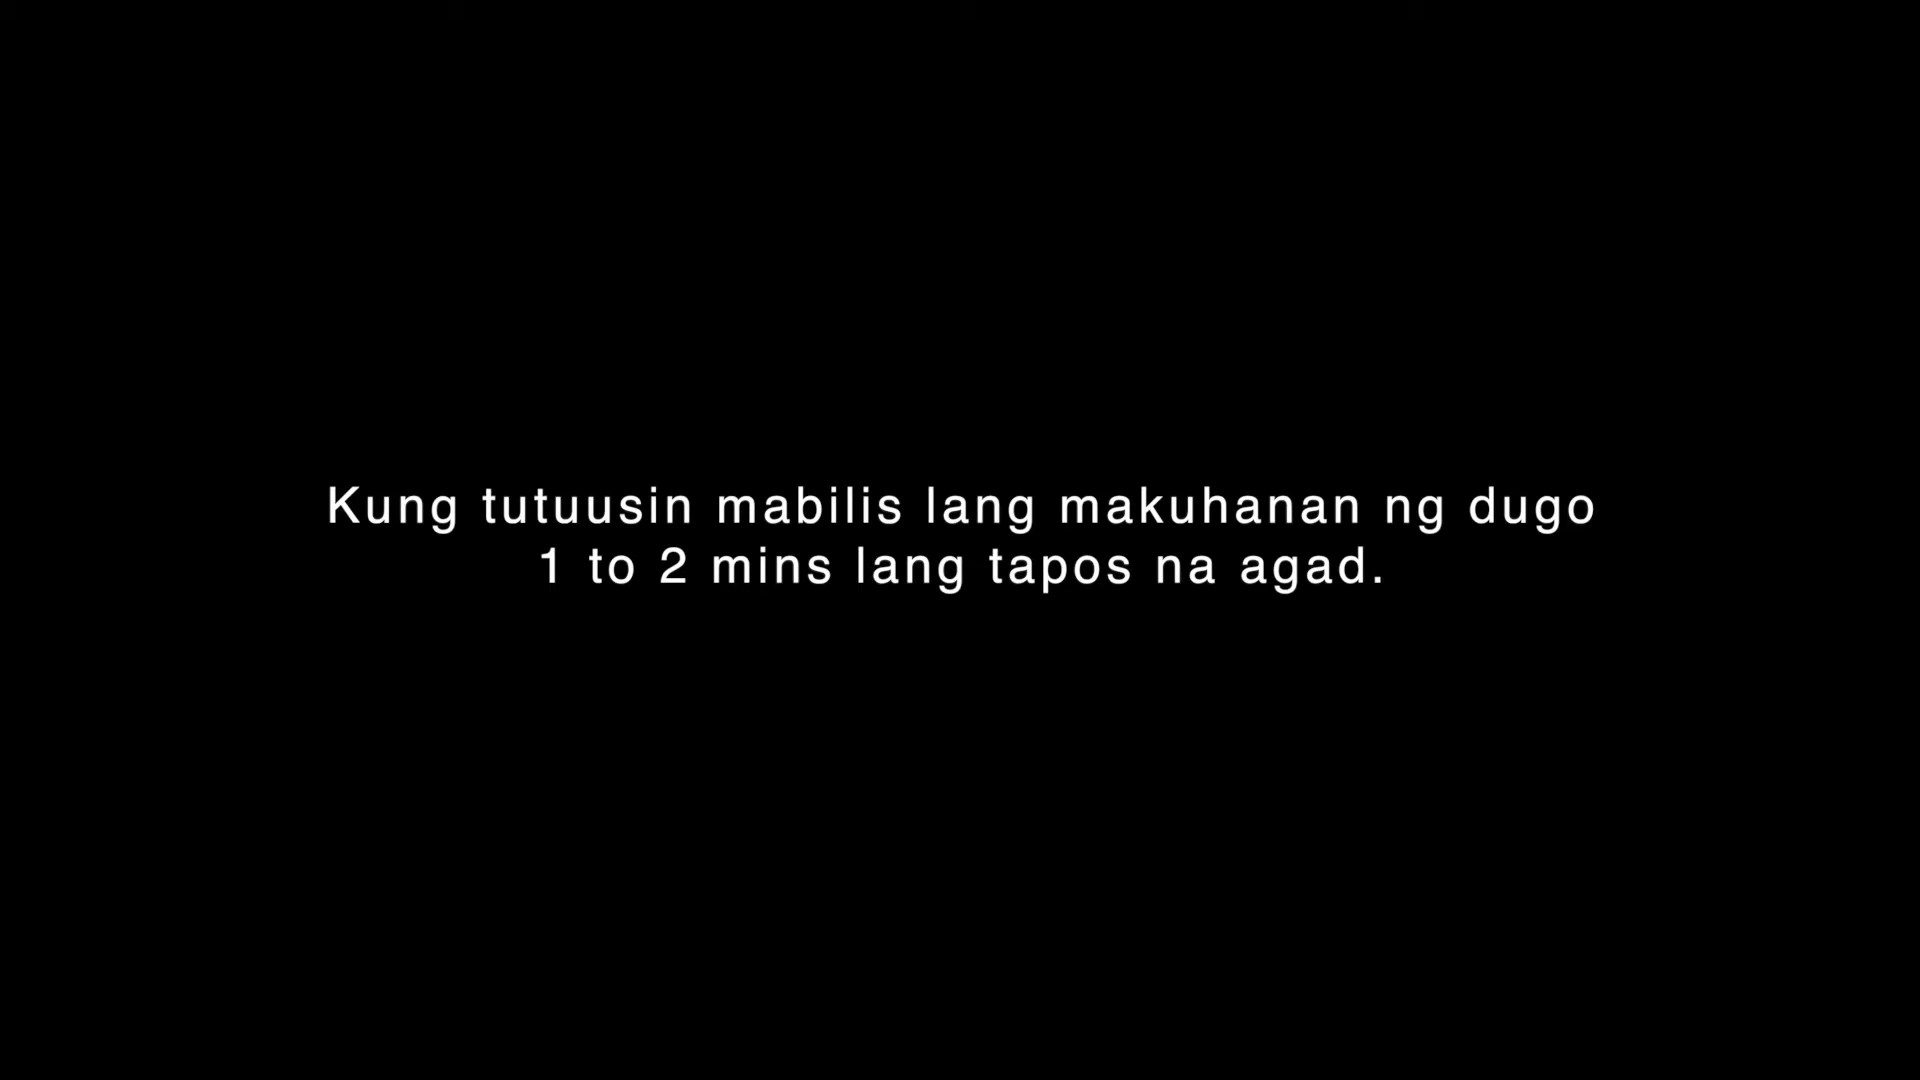 Kung tutuusin mabilis lang makuhanan ng dugo
1 to 2 mins lang tapos na agad.